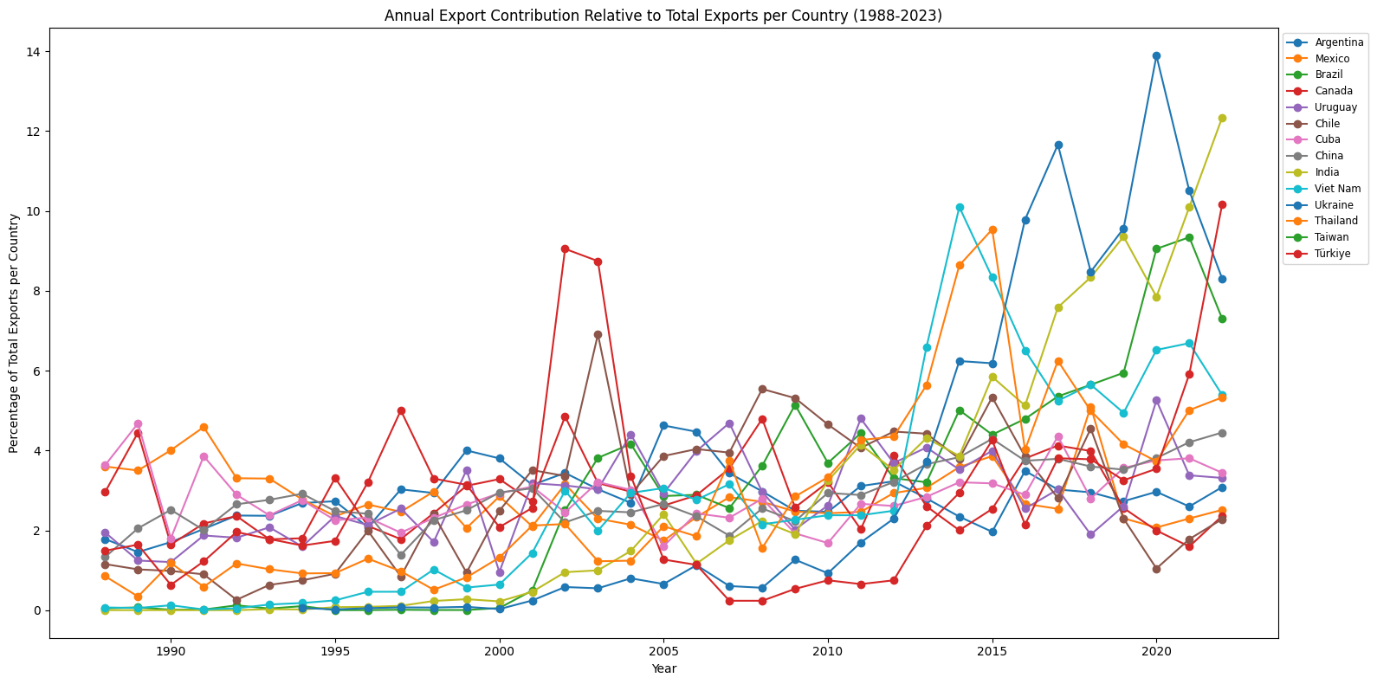 Annual Export Contribution Relative to Total Exports per Country (1988-2023)
Percentage of Total Exports per Country
14
12
10
8
6
4
2
0
1990
1995
2000
2005
2010
2015
2020
Year
Argentina
Mexico
Brazil
Canada
Uruguay
Chile
Cuba
China
India
Viet Nam
Ukraine
Thailand
Taiwan
Türkiye